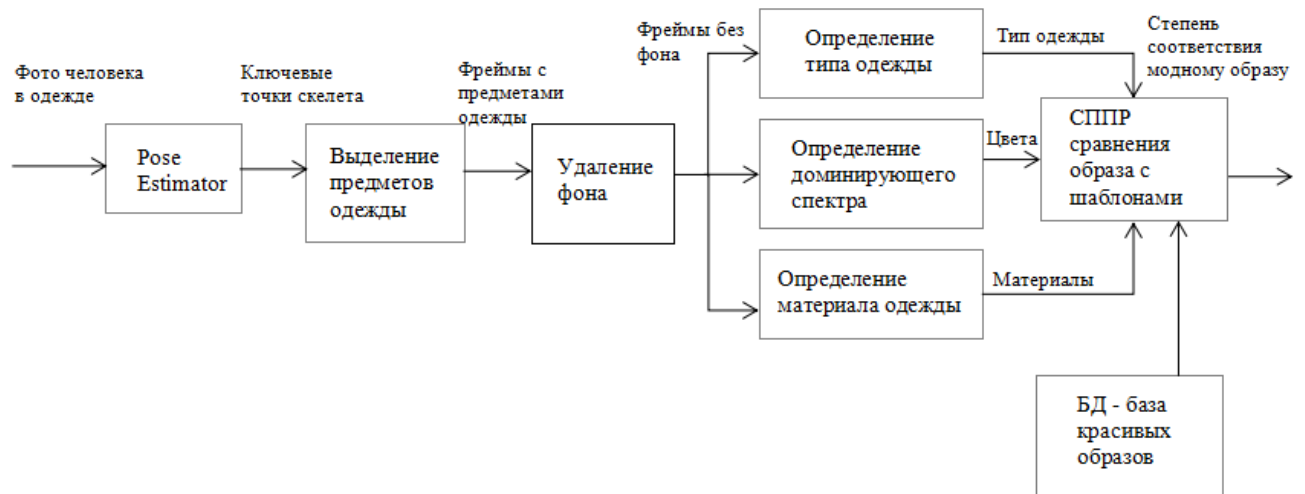 Фото человека
в одежде
Pose
Estimator
Ключевые
точки скелета
Выделение
предметов
одежды
Фреймы с
предметами
одежды
Удаление
фона
Фреймы без
фона
Определение
типа одежды
Тип одежды
Определение
доминирующего
спектра
Цвета
Определение
материала одежды
Материалы
Степень
соответствия
модному образу
СППР
сравнения
образа с
шаблонами
БД - база
красивых
образов